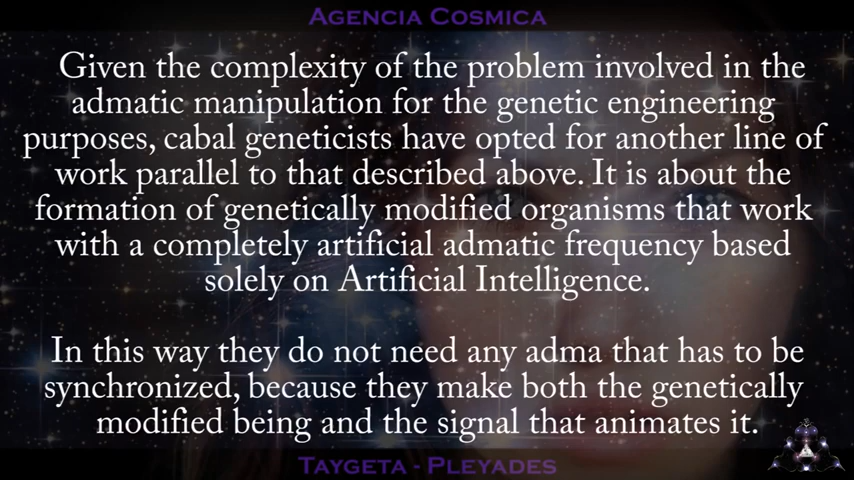 AGENCIA COSMICA
Given the complexity of the problem involved in the
admatic manipulation for the genetic engineering
purposes, cabal geneticists have opted for another line of
work parallel to that described above. It is about the
formation of genetically modified organisms that work
with a completely artificial admatic frequency based
solely on Artificial Intelligence.
In this way they do not need any adma that has to be
synchronized, because they make both the genetically
modified being and the signal that animates it.
TAYGETA - PLEYADES